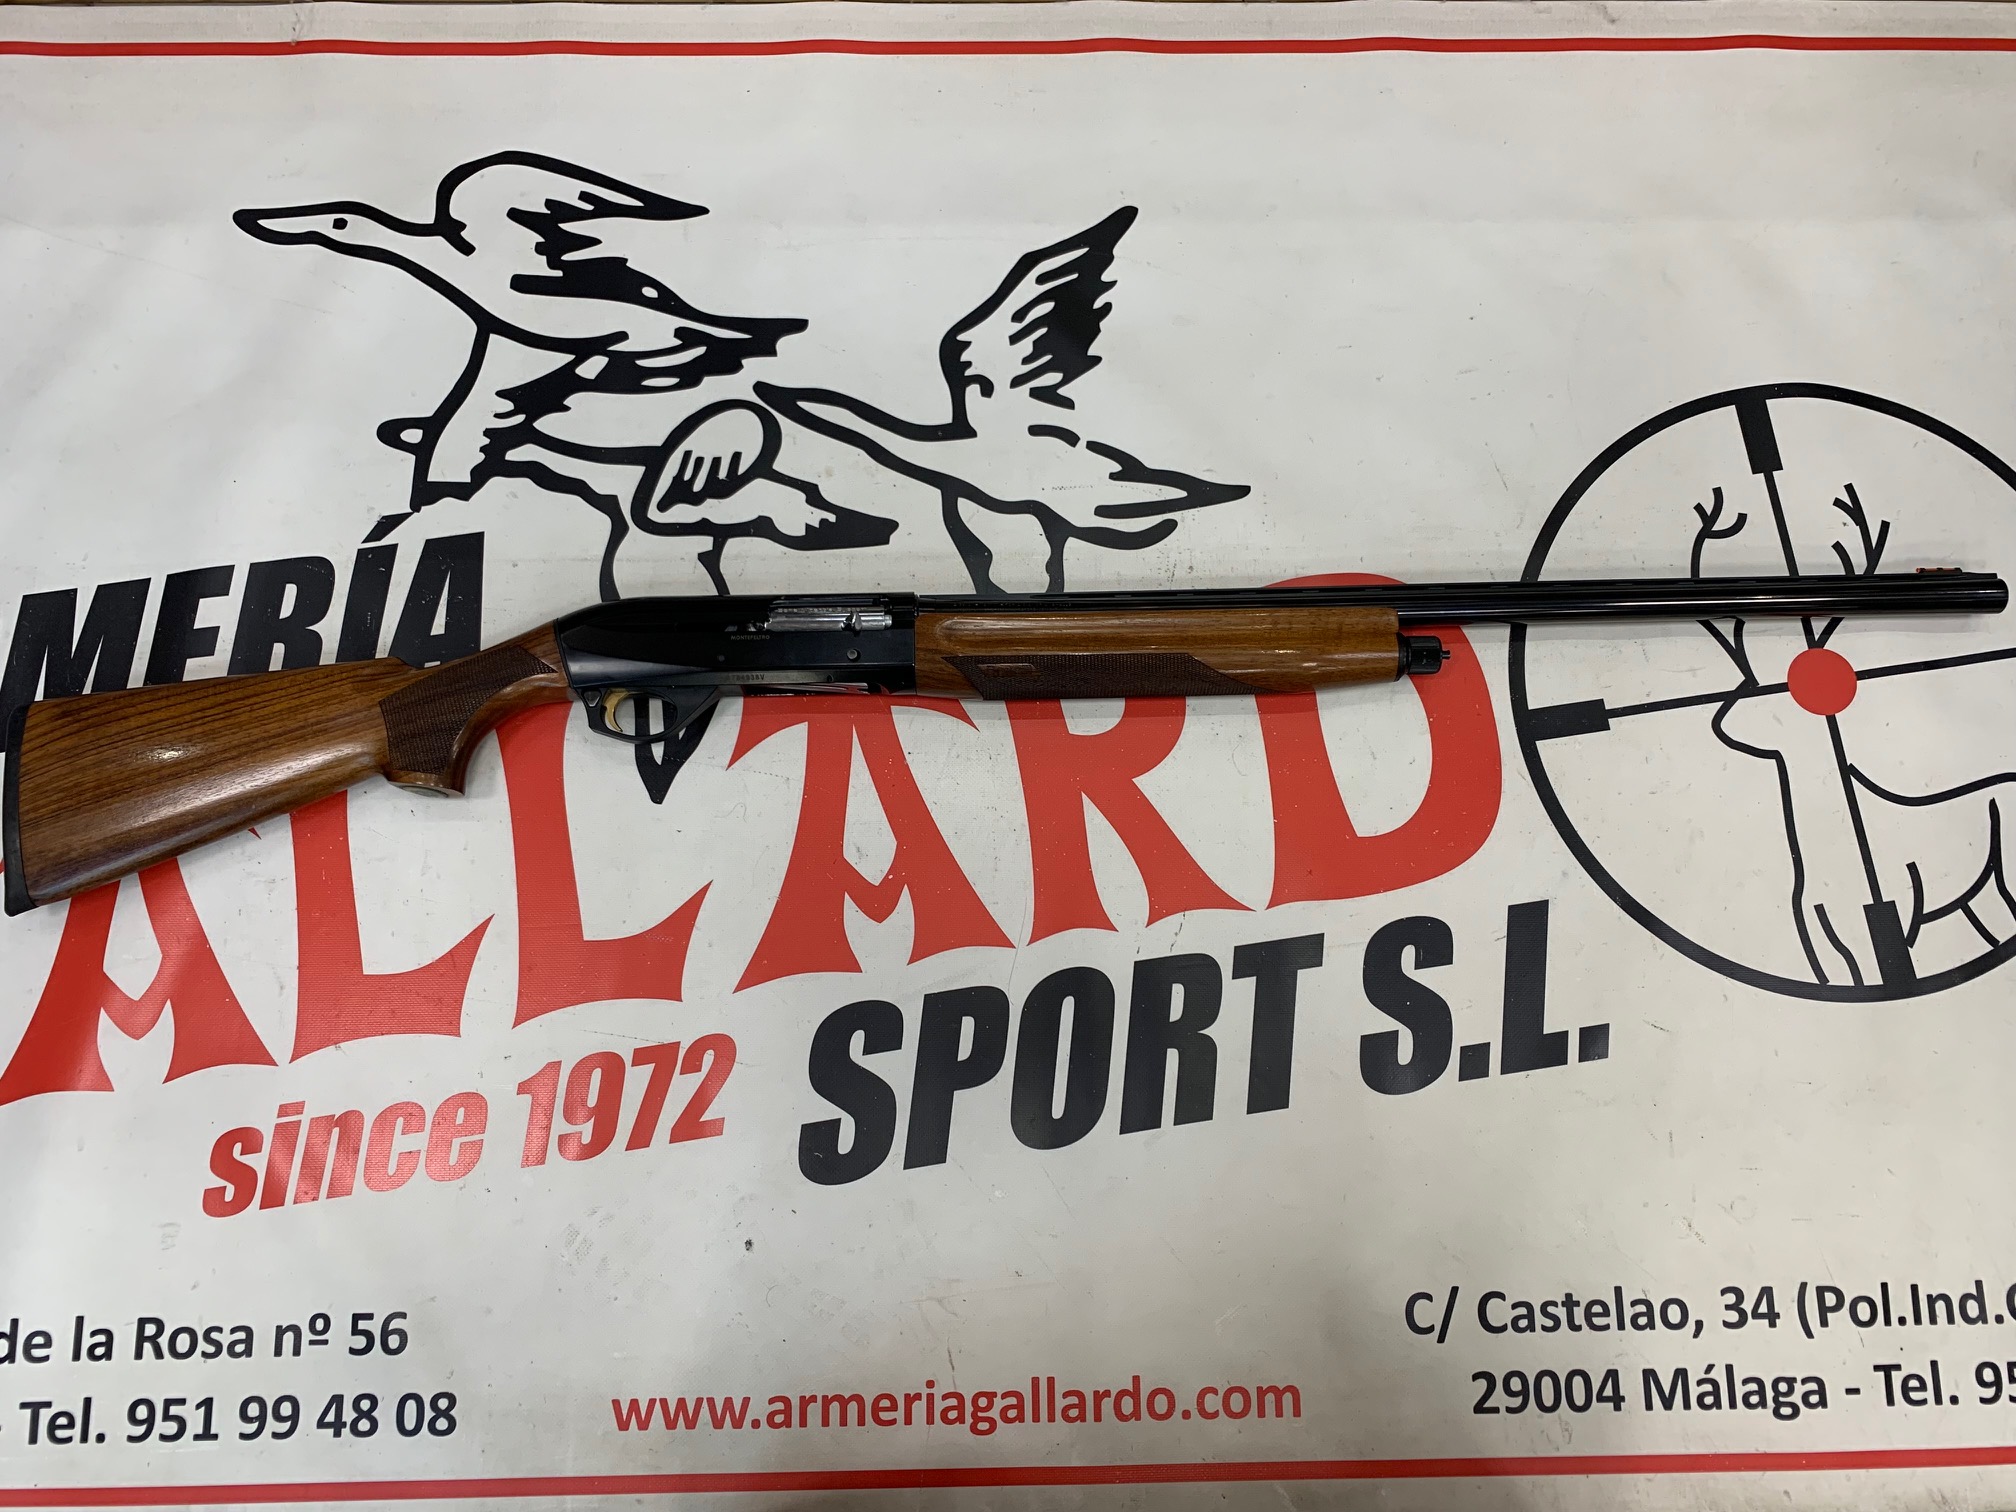 MERÍA
ALLARD
since 1972
SPORT S.L.
MONTEFELTRO
de la Rosa nº 56
- Tel. 951 99 48 08
www.armeriagallardo.com
C/ Castelao, 34 (Pol.Ind.
29004 Málaga - Tel. 95